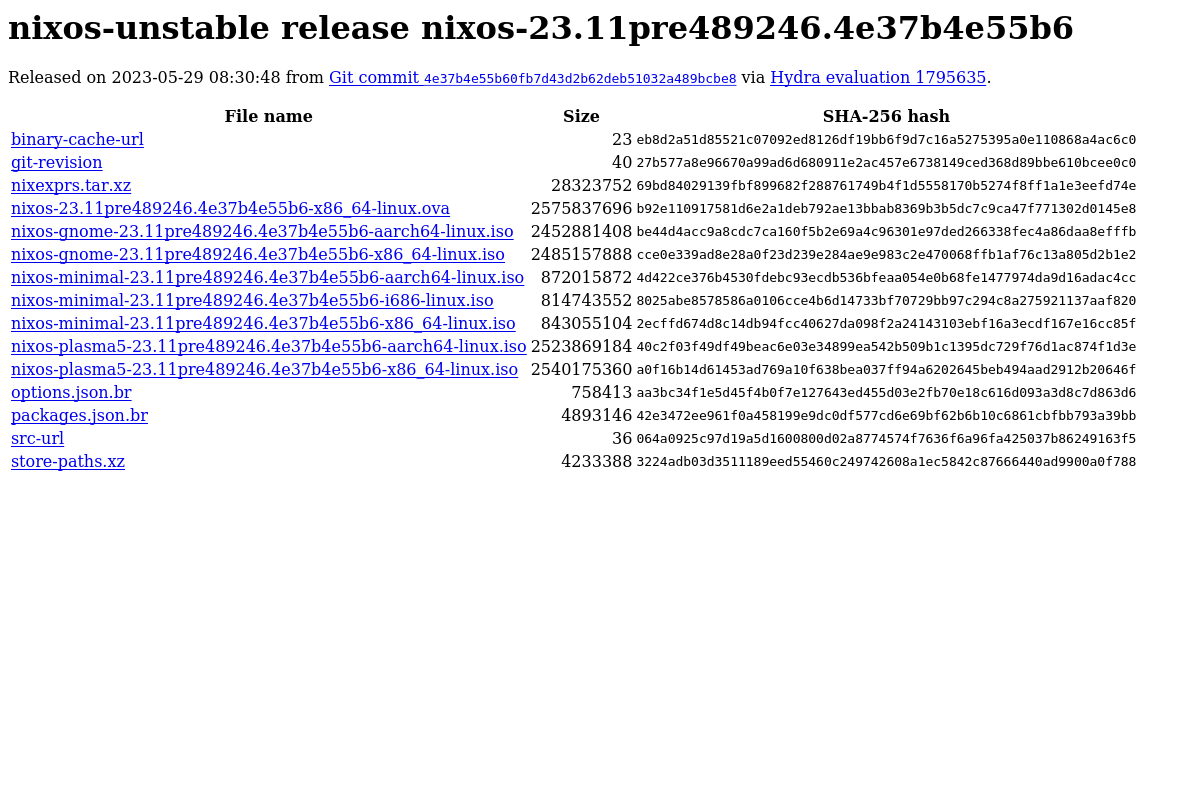 nixos-unstable release nixos-23.11pre489246.4e37b4e55b6
Released on 2023-05-29 08:30:48 from Git commit 4e37b4e55b60fb7d43d2b62deb51032a489bcbe8 via Hydra evaluation 1795635.
File name Size SHA-256 hash
binary-cache-url 23 eb8d2a51d85521c07092ed8126df19bb6f9d7c16a5275395a0e110868a4ac6c0
git-revision 40 27b577a8e96670a99ad6d680911e2ac457e6738149ced368d89bbe610bcee0c0
nixexprs.tar.xz 28323752 69bd84029139fbf899682f288761749b4f1d5558170b5274f8ff1a1e3eefd74e
nixos-23.11pre489246.4e37b4e55b6-x86_64-linux.ova 2575837696 b92e110917581d6e2a1deb792ae13bbab8369b3b5dc7c9ca47f771302d0145e8
nixos-gnome-23.11pre489246.4e37b4e55b6-aarch64-linux.iso 2452881408 be44d4acc9a8cdc7ca160f5b2e69a4c96301e97ded266338fec4a86daa8efffb
nixos-gnome-23.11pre489246.4e37b4e55b6-x86_64-linux.iso 2485157888 cce0e339ad8e28a0f23d239e284ae9e983c2e470068ffb1af76c13a805d2b1e2
nixos-minimal-23.11pre489246.4e37b4e55b6-aarch64-linux.iso 872015872 4d422ce376b4530fdebc93ecdb536bfeaa054e0b68fe1477974da9d16adac4cc
nixos-minimal-23.11pre489246.4e37b4e55b6-i686-linux.iso 814743552 8025abe8578586a0106cce4b6d14733bf70729bb97c294c8a275921137aaf820
nixos-minimal-23.11pre489246.4e37b4e55b6-x86_64-linux.iso 843055104 2ecffd674d8c14db94fcc40627da098f2a24143103ebf16a3ecdf167e16cc85f
nixos-plasma5-23.11pre489246.4e37b4e55b6-aarch64-linux.iso 2523869184 40c2f03f49df49beac6e03e34899ea542b509b1c1395dc729f76d1ac874f1d3e
nixos-plasma5-23.11pre489246.4e37b4e55b6-x86_64-linux.iso 2540175360 a0f16b14d61453ad769a10f638bea037ff94a6202645beb494aad2912b20646f
options.json.br 758413 aa3bc34f1e5d45f4b0f7e127643ed455d03e2fb70e18c616d093a3d8c7d863d6
packages.json.br 4893146 42e3472ee961f0a458199e9dc0df577cd6e69bf62b6b10c6861cbfbb793a39bb
src-url 36 064a0925c97d19a5d1600800d02a8774574f7636f6a96fa425037b86249163f5
store-paths.xz 4233388 3224adb03d3511189eed55460c249742608a1ec5842c87666440ad9900a0f788